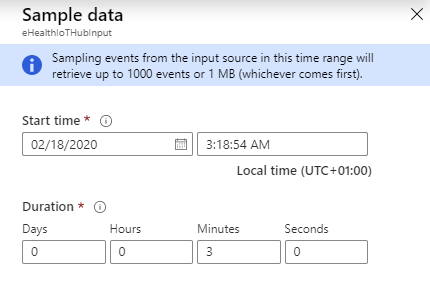 Sample data
eHealthIoTHubInput
Sampling events from the input source in this time range will
retrieve up to 1000 events or 1 MB (whichever comes first).
Start time *
02/18/2020 3:18:54 AM
Local time (UTC+01:00)
Duration *
Days Hours Minutes Seconds
0 0 3 0